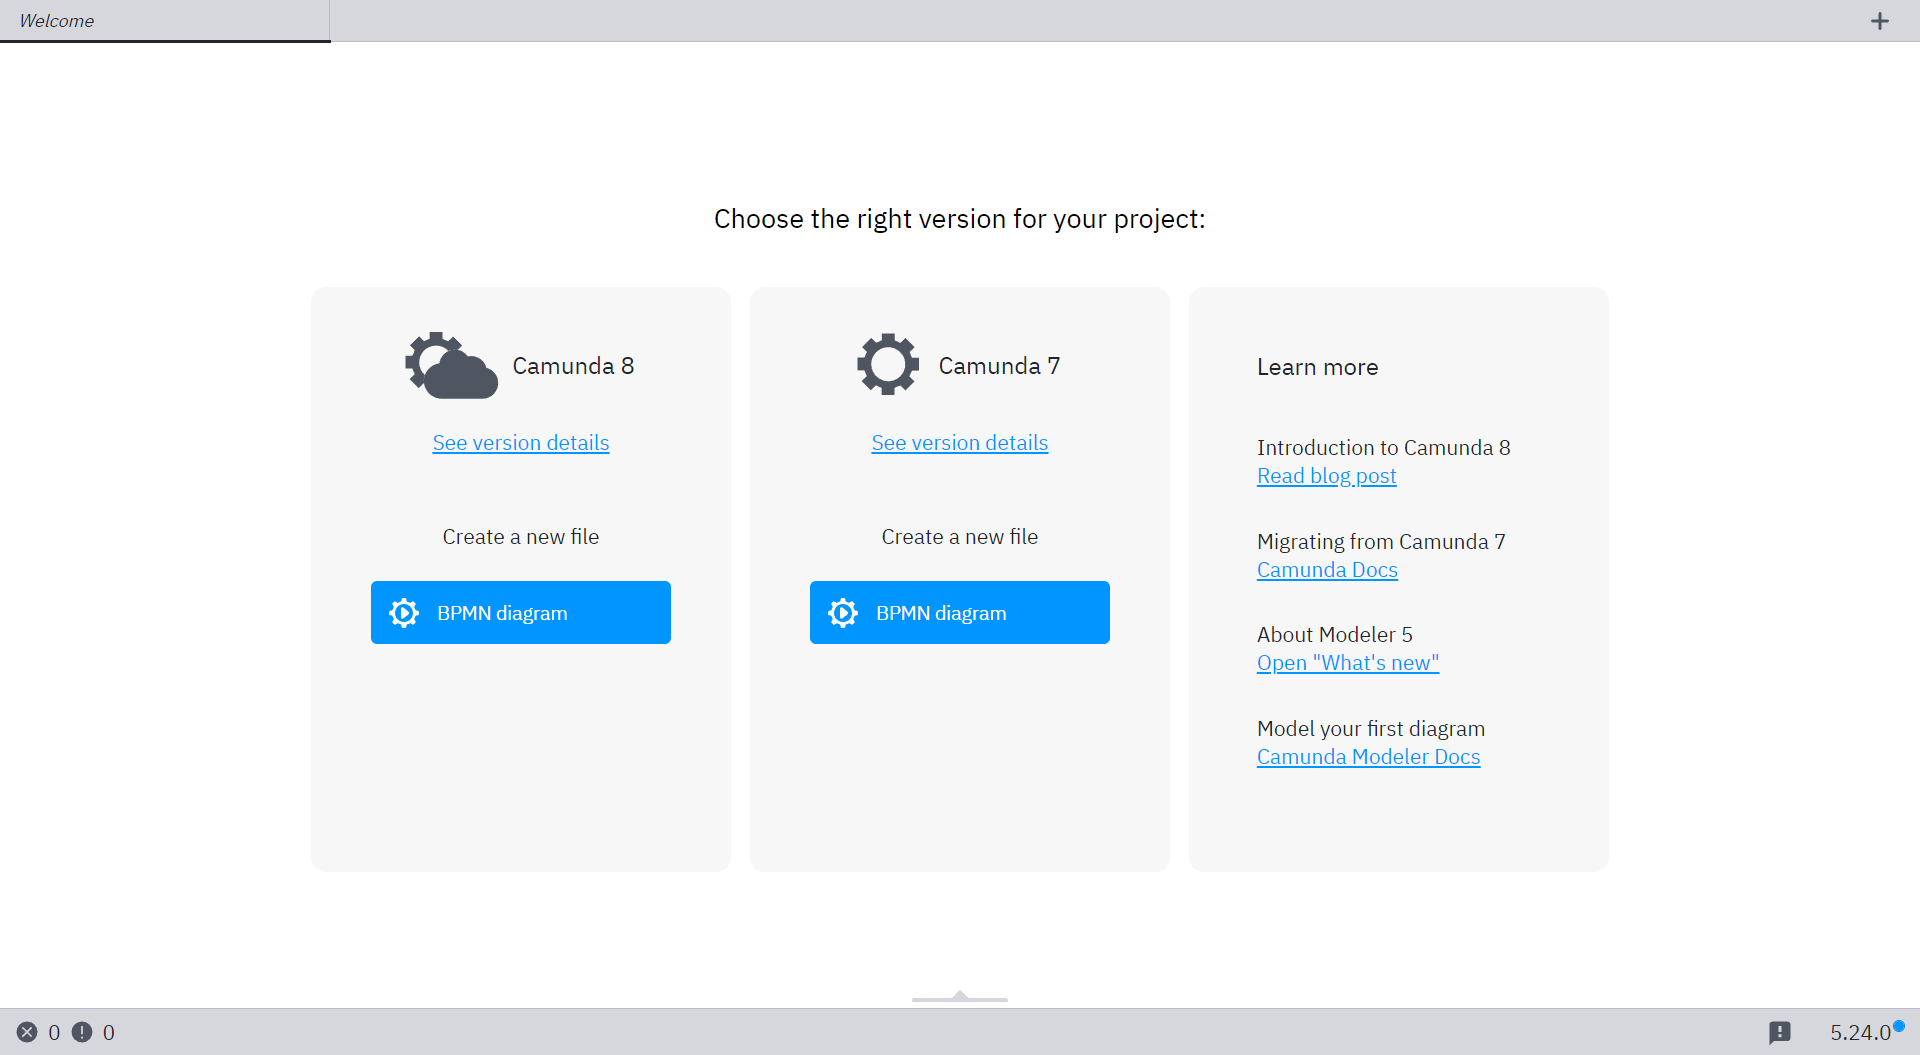 Welcome
Choose the right version for your project:
Camunda 8
See version details
Create a new file
BPMN diagram
Camunda 7
See version details
Create a new file
BPMN diagram
Learn more
Introduction to Camunda 8
Read blog post
Migrating from Camunda 7
Camunda Docs
About Modeler 5
Open "What's new"
Model your first diagram
Camunda Modeler Docs
0 0
5.24.0